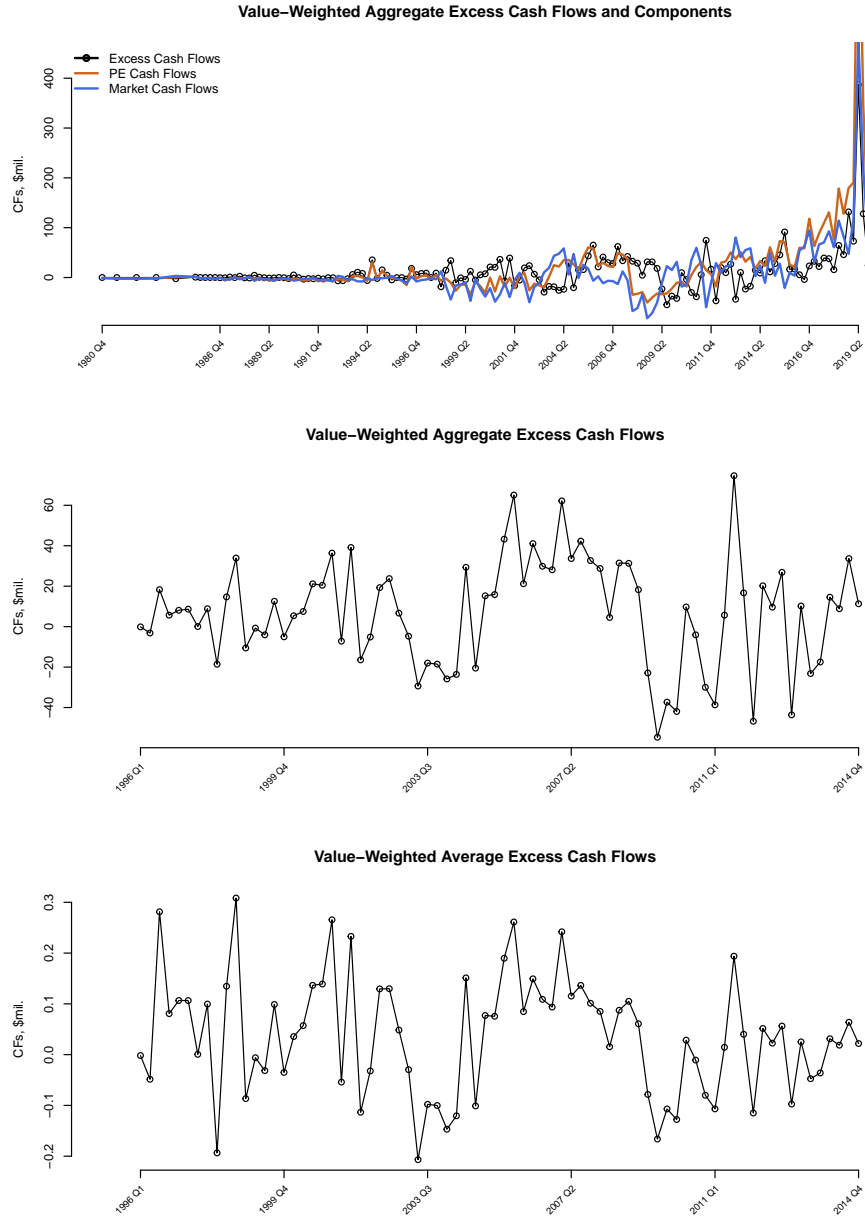 Value−Weighted Aggregate Excess Cash Flows and Components
Excess Cash Flows
PE Cash Flows
Market Cash Flows
CFs, $mil.
400
300
200
100
0
1980 Q4
1986 Q4
1989 Q2
1991 Q4
1994 Q2
1996 Q4
1999 Q2
2001 Q4
2004 Q2
2006 Q4
2009 Q2
2011 Q4
2014 Q2
2016 Q4
2019 Q2
Value−Weighted Aggregate Excess Cash Flows
CFs, $mil.
60
40
20
0
−20
−40
1996 Q1
1999 Q4
2003 Q3
2007 Q2
2011 Q1
2014 Q4
Value−Weighted Average Excess Cash Flows
CFs, $mil.
0.3
0.2
0.1
0.0
−0.1
−0.2
1996 Q1
1999 Q4
2003 Q3
2007 Q2
2011 Q1
2014 Q4